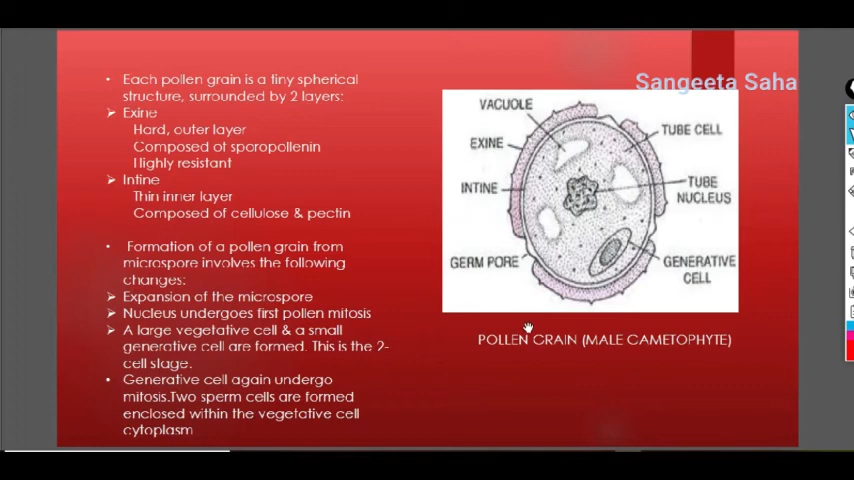 Sangeeta Saha
• Each pollen grain is a tiny spherical
structure, surrounded by 2 layers:
➢ Exine
Hard, outer layer
Composed of sporopollenin
Highly resistant
➢ Intine
Thin inner layer
Composed of cellulose & pectin
• Formation of a pollen grain from
microspore involves the following
changes:
➢ Expansion of the microspore
➢ Nucleus undergoes first pollen mitosis
➢ A large vegetative cell & a small
generative cell are formed. This is the 2-
cell stage.
• Generative cell again undergo
mitosis.Two sperm cells are formed
enclosed within the vegetative cell
cytoplasm
VACUOLE
EXINE
INTINE
GERM PORE
TUBE CELL
TUBE
NUCLEUS
GENERATIVE
CELL
POLLEN GRAIN (MALE CAMETOPHYTE)